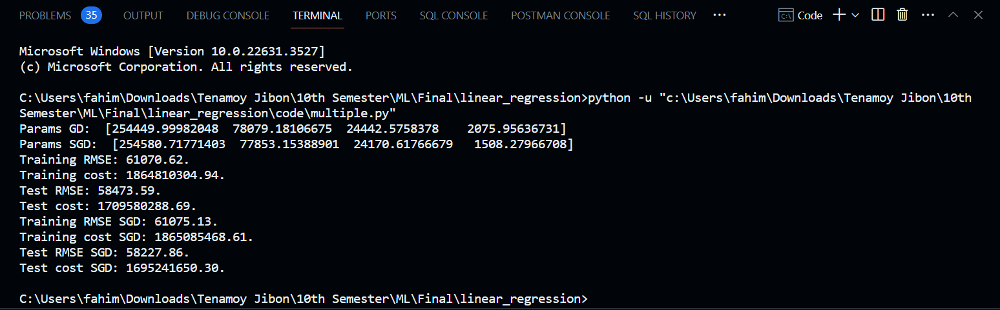 PROBLEMS 35 OUTPUT DEBUG CONSOLE TERMINAL PORTS SQL CONSOLE POSTMAN CONSOLE SQL HISTORY ··· Code
Microsoft Windows [Version 10.0.22631.3527]
(c) Microsoft Corporation. All rights reserved.
C:\Users\fahim\Downloads\Tenamoy Jibon\10th Semester\ML\Final\linear_regression>python -u "c:\Users\fahim\Downloads\Tenamoy Jibon\10th
Semester\ML\Final\linear_regression\code\multiple.py"
Params GD:  [254449.99982048  78079.18106675  24442.5758378    2075.95636731]
Params SGD:  [254580.71771403  77853.15388901  24170.61766679   1508.27966708]
Training RMSE: 61070.62.
Training cost: 1864810304.94.
Test RMSE: 58473.59.
Test cost: 1709580288.69.
Training RMSE SGD: 61075.13.
Training cost SGD: 1865085468.61.
Test RMSE SGD: 58227.86.
Test cost SGD: 1695241650.30.
C:\Users\fahim\Downloads\Tenamoy Jibon\10th Semester\ML\Final\linear_regression>